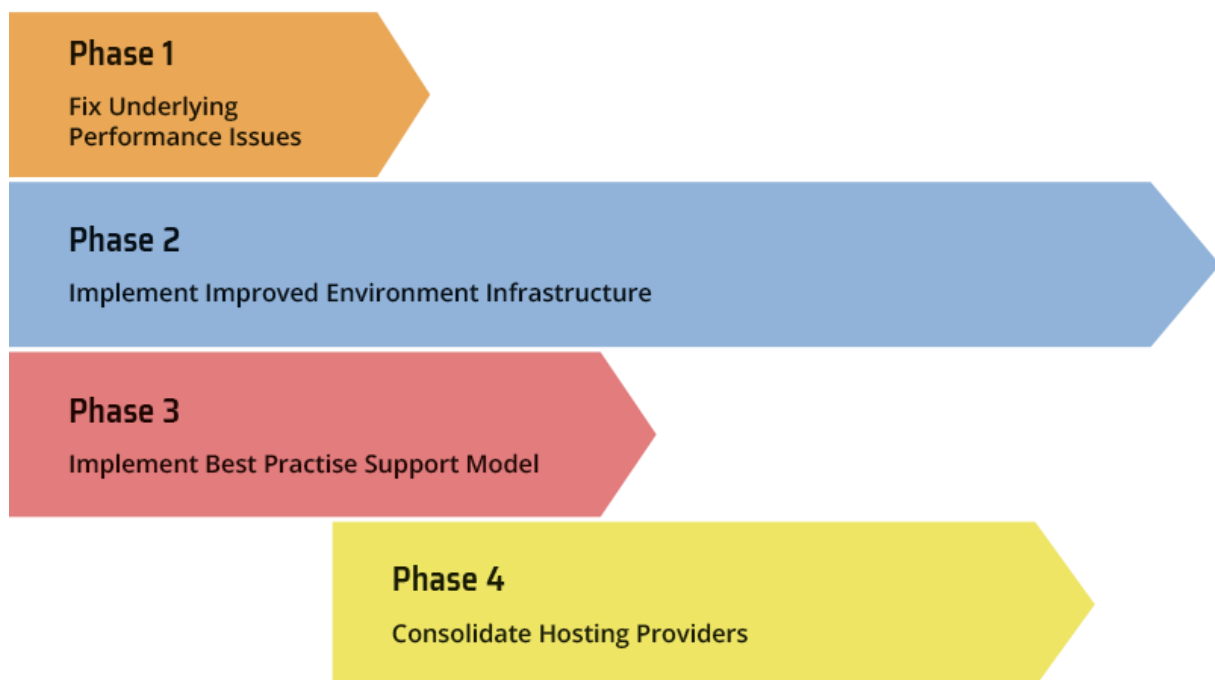 Phase 1
Fix Underlying
Performance Issues
Phase 2
Implement Improved Environment Infrastructure
Phase 3
Implement Best Practise Support Model
Phase 4
Consolidate Hosting Providers